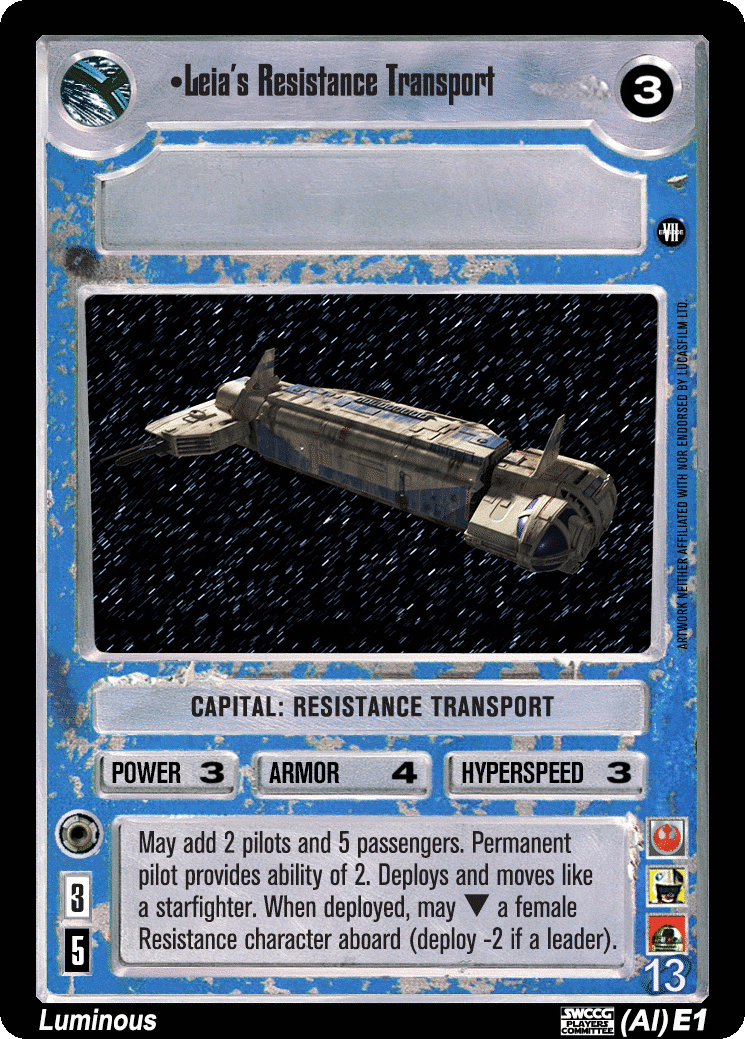 •Leia's Resistance Transport
3
EPISODE
VII
ARTWORK NEITHER AFFILIATED WITH NOR ENDORSED BY LUCASFILM LTD.
CAPITAL: RESISTANCE TRANSPORT
POWER 3 ARMOR 4 HYPERSPEED 3
May add 2 pilots and 5 passengers. Permanent
pilot provides ability of 2. Deploys and moves like
a starfighter. When deployed, may ▼ a female
Resistance character aboard (deploy -2 if a leader).
3
5
13
Luminous
SWCCG
PLAYERS
COMMITTEE
(AI) E1